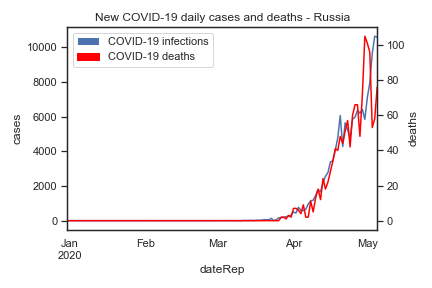 New COVID-19 daily cases and deaths - Russia
COVID-19 infections
COVID-19 deaths
10000
8000
6000
4000
2000
0
cases
100
80
60
40
20
0
deaths
Jan Feb Mar Apr May
2020
dateRep